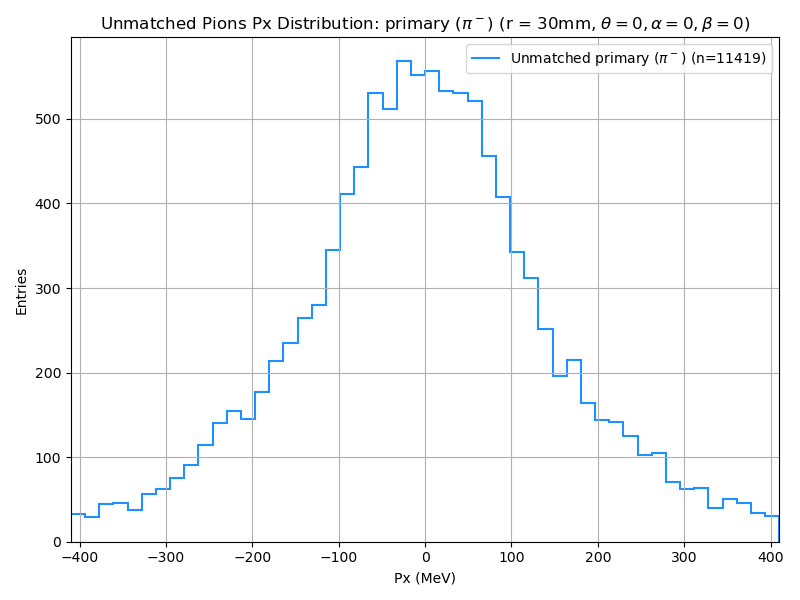 Unmatched Pions Px Distribution: primary (π⁻) (r = 30mm, θ = 0, α = 0, β = 0)
Unmatched primary (π⁻) (n=11419)
500
400
300
200
100
0
Entries
−400 −300 −200 −100 0 100 200 300 400
Px (MeV)